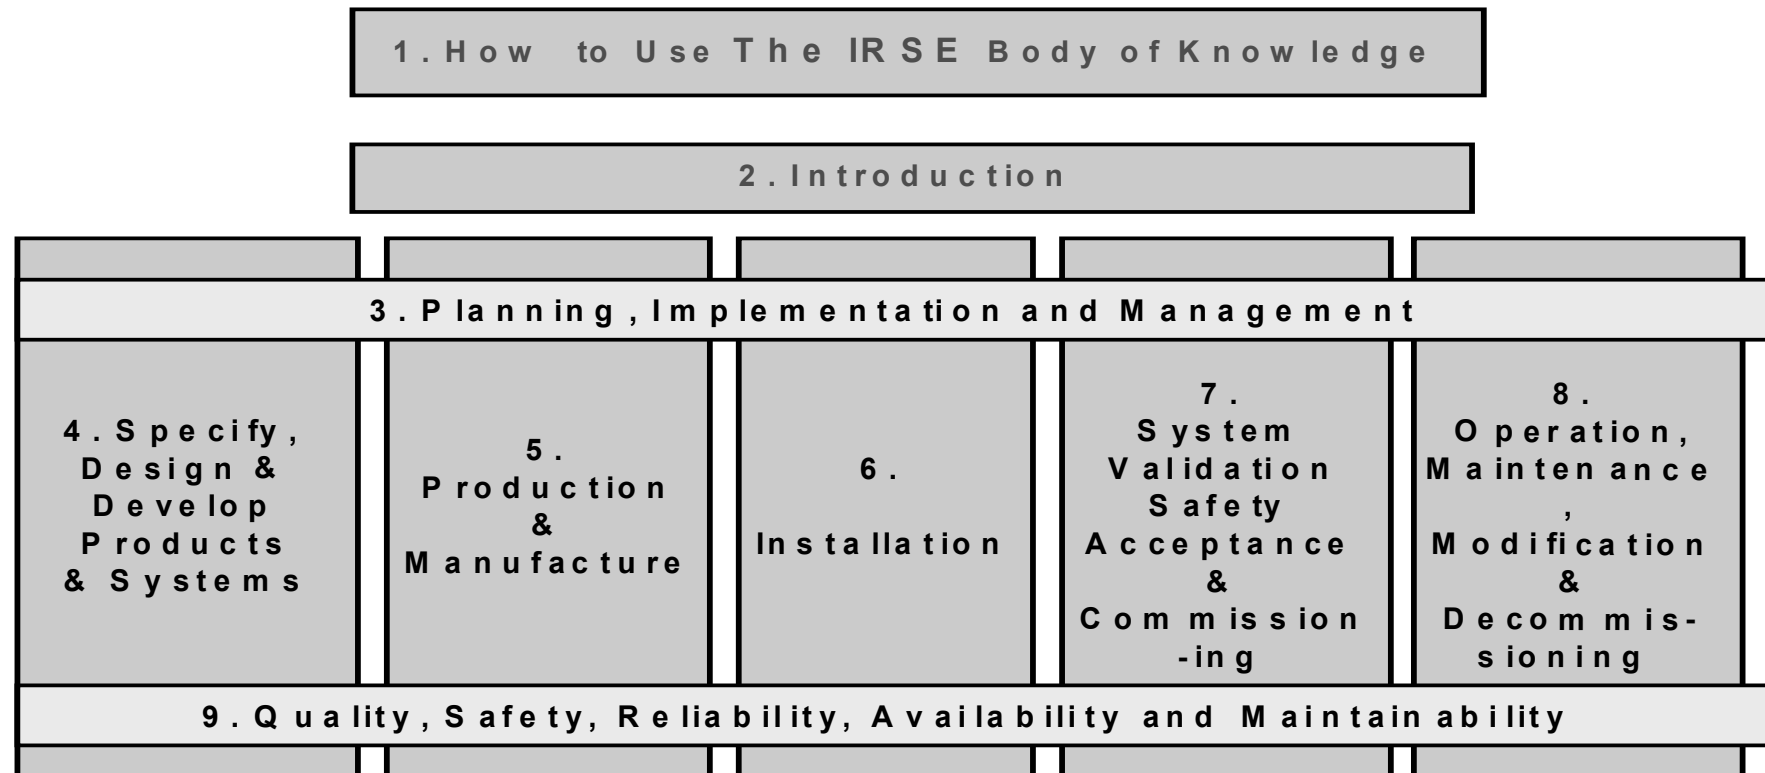 1. How to Use The IRSE Body of Knowledge
2. Introduction
3. Planning, Implementation and Management
4. Specify,
Design &
Develop
Products
& Systems
5.
Production
&
Manufacture
6.
Installation
7.
System
Validation
Safety
Acceptance
&
Commission
-ing
8.
Operation,
Maintenance
,
Modification
&
Decommis-
sioning
9. Quality, Safety, Reliability, Availability and Maintainability